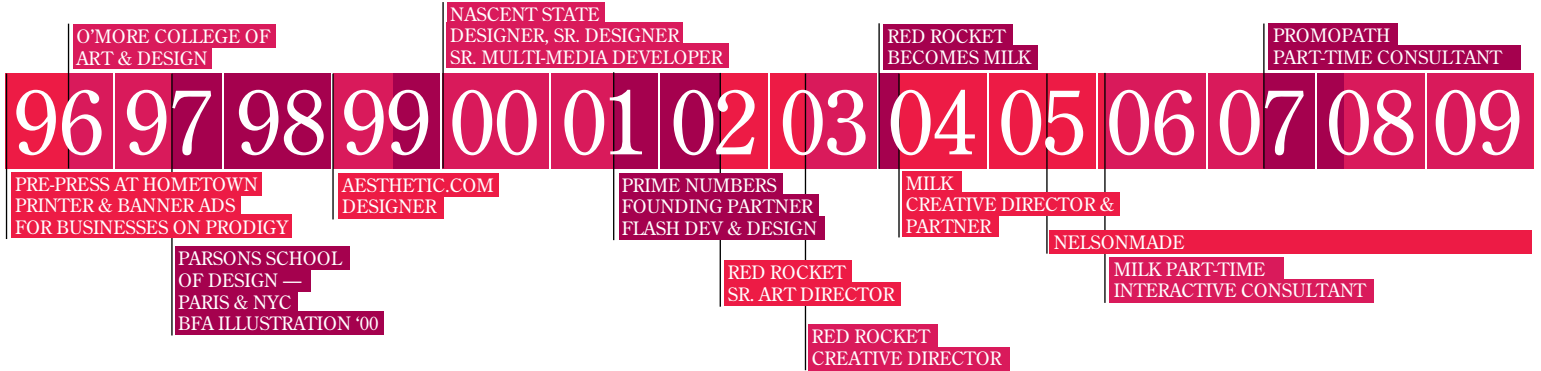 NASCENT STATE
DESIGNER, SR. DESIGNER
SR. MULTI-MEDIA DEVELOPER
O’MORE COLLEGE OF
ART & DESIGN
RED ROCKET
BECOMES MILK
PROMOPATH
PART-TIME CONSULTANT
96 97 98 99 00 01 02 03 04 05 06 07 08 09
PRE-PRESS AT HOMETOWN
PRINTER & BANNER ADS
FOR BUSINESSES ON PRODIGY
AESTHETIC.COM
DESIGNER
PRIME NUMBERS
FOUNDING PARTNER
FLASH DEV & DESIGN
MILK
CREATIVE DIRECTOR &
PARTNER
NELSONMADE
PARSONS SCHOOL
OF DESIGN —
PARIS & NYC
BFA ILLUSTRATION ‘00
RED ROCKET
SR. ART DIRECTOR
MILK PART-TIME
INTERACTIVE CONSULTANT
RED ROCKET
CREATIVE DIRECTOR